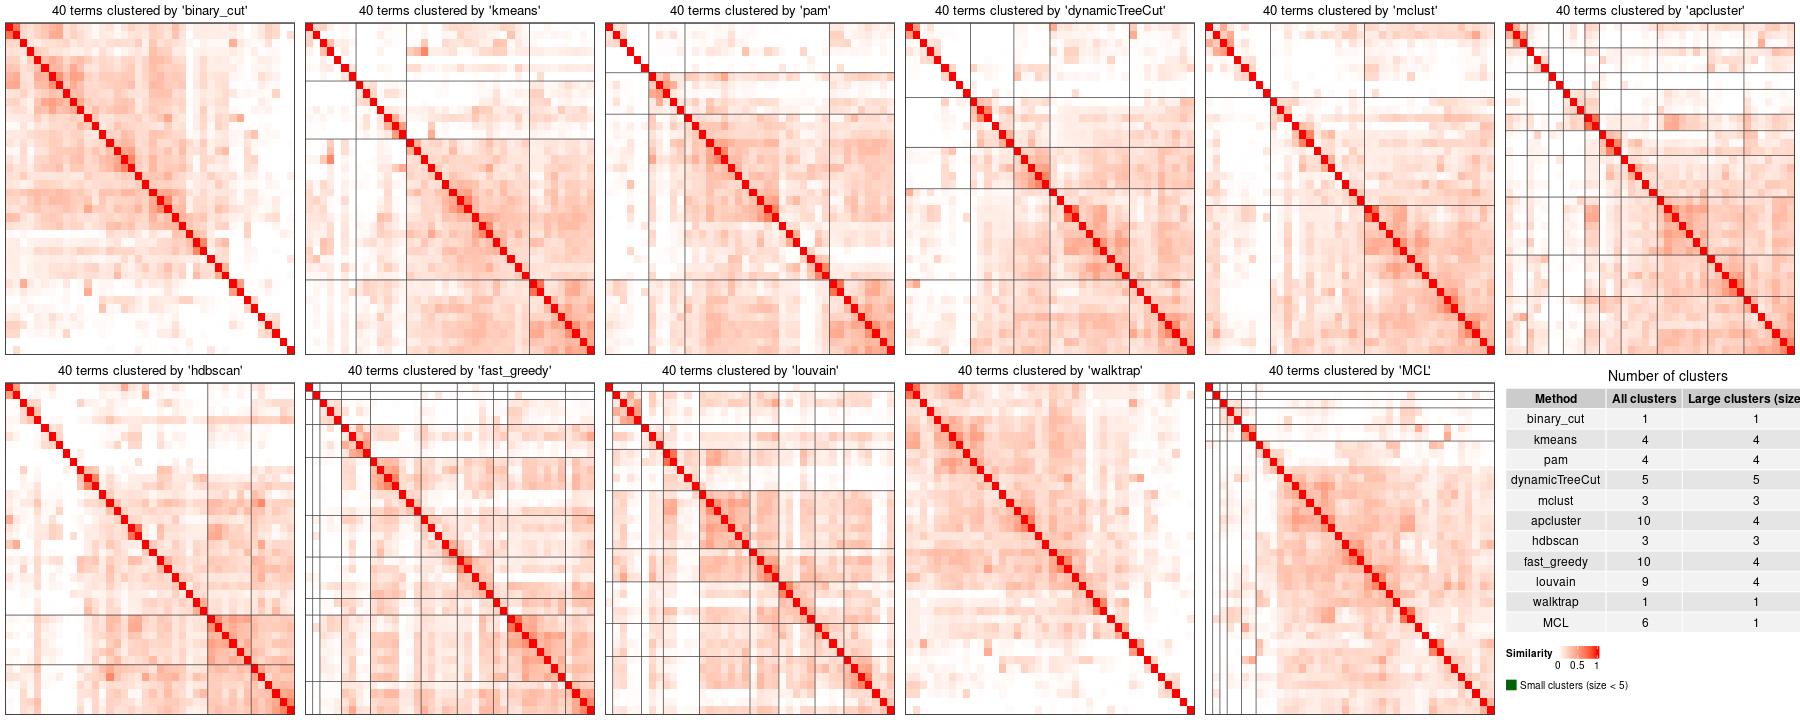 40 terms clustered by 'binary_cut'
40 terms clustered by 'kmeans'
40 terms clustered by 'pam'
40 terms clustered by 'dynamicTreeCut'
40 terms clustered by 'mclust'
40 terms clustered by 'apcluster'
40 terms clustered by 'hdbscan'
40 terms clustered by 'fast_greedy'
40 terms clustered by 'louvain'
40 terms clustered by 'walktrap'
40 terms clustered by 'MCL'
Number of clusters
Method All clusters Large clusters (size
binary_cut 1 1
kmeans 4 4
pam 4 4
dynamicTreeCut 5 5
mclust 3 3
apcluster 10 4
hdbscan 3 3
fast_greedy 10 4
louvain 9 4
walktrap 1 1
MCL 6 1
Similarity
0 0.5 1
Small clusters (size < 5)